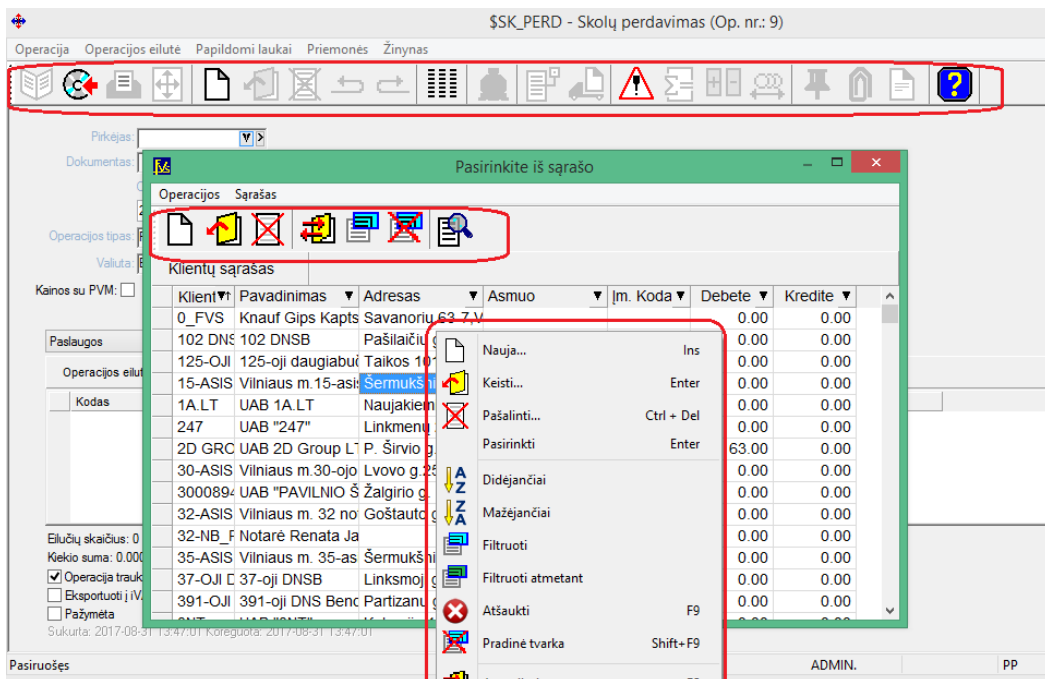 $SK_PERD - Skolų perdavimas (Op. nr.: 9)
Operacija Operacijos eilutė Papildomi laukai Priemonės Žinynas
Pirkėjas:
Dokumentas:
Pasirinkite iš sąrašo
Operacijos Sąrašas
Operacijos tipas:
Valiuta:
Kainos su PVM:
Klientų sąrašas
Klient Pavadinimas Adresas Asmuo Įm. Koda Debete Kredite
0_FVS Knauf Gips Kapts Savanorių 63-7,V 0.00 0.00
102 DNS 102 DNSB Pašilaičių 0.00 0.00
125-OJI 125-oji daugiabu Taikos 0.00 0.00
15-ASIS Vilniaus m.15-asis Šermukšni 0.00 0.00
1A.LT UAB 1A.LT Naujakiem 0.00 0.00
247 UAB "247" Linkmenų 0.00 0.00
2D GRO UAB 2D Group LT P. Širvio g. 63.00 0.00
30-ASIS Vilniaus m.30-ojo Lvovo g.25 0.00 0.00
3000894 UAB "PAVILNIO Š Žalgirio g. 0.00 0.00
32-ASIS Vilniaus m. 32 no Goštauto 0.00 0.00
32-NB_F Notarė Renata Ja 0.00 0.00
35-ASIS Vilniaus m. 35-as Šermukšni 0.00 0.00
37-OJI D 37-oji DNSB Linksmoji 0.00 0.00
391-OJI 391-oji DNS Bend Partizanų 0.00 0.00
Nauja... Ins
Keisti... Enter
Pašalinti... Ctrl + Del
Pasirinkti Enter
Didėjančiai
Mažėjančiai
Filtruoti
Filtruoti atmetant
Atšaukti F9
Pradinė tvarka Shift+F9
Paslaugos
Operacijos eilut
Kodas
Eilučių skaičius: 0
Kiekio suma: 0.000
Operacija trauk
Eksportuoti į iV
Pažymėta
Sukurta: 2017-08-31 13:47:01 Koreguota: 2017-08-31 13:47:01
Pasiruošęs ADMIN. PP